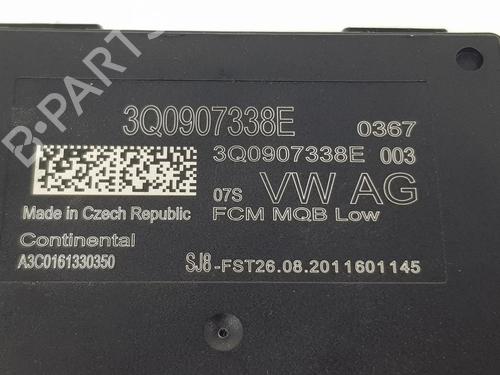 3Q0907338E 0367
3Q0907338E 003
07S VW AG
Made in Czech Republic FCM MQB Low
Continental
A3C0161330350 SJ8-FST26.08.2011601145
B-PARTS